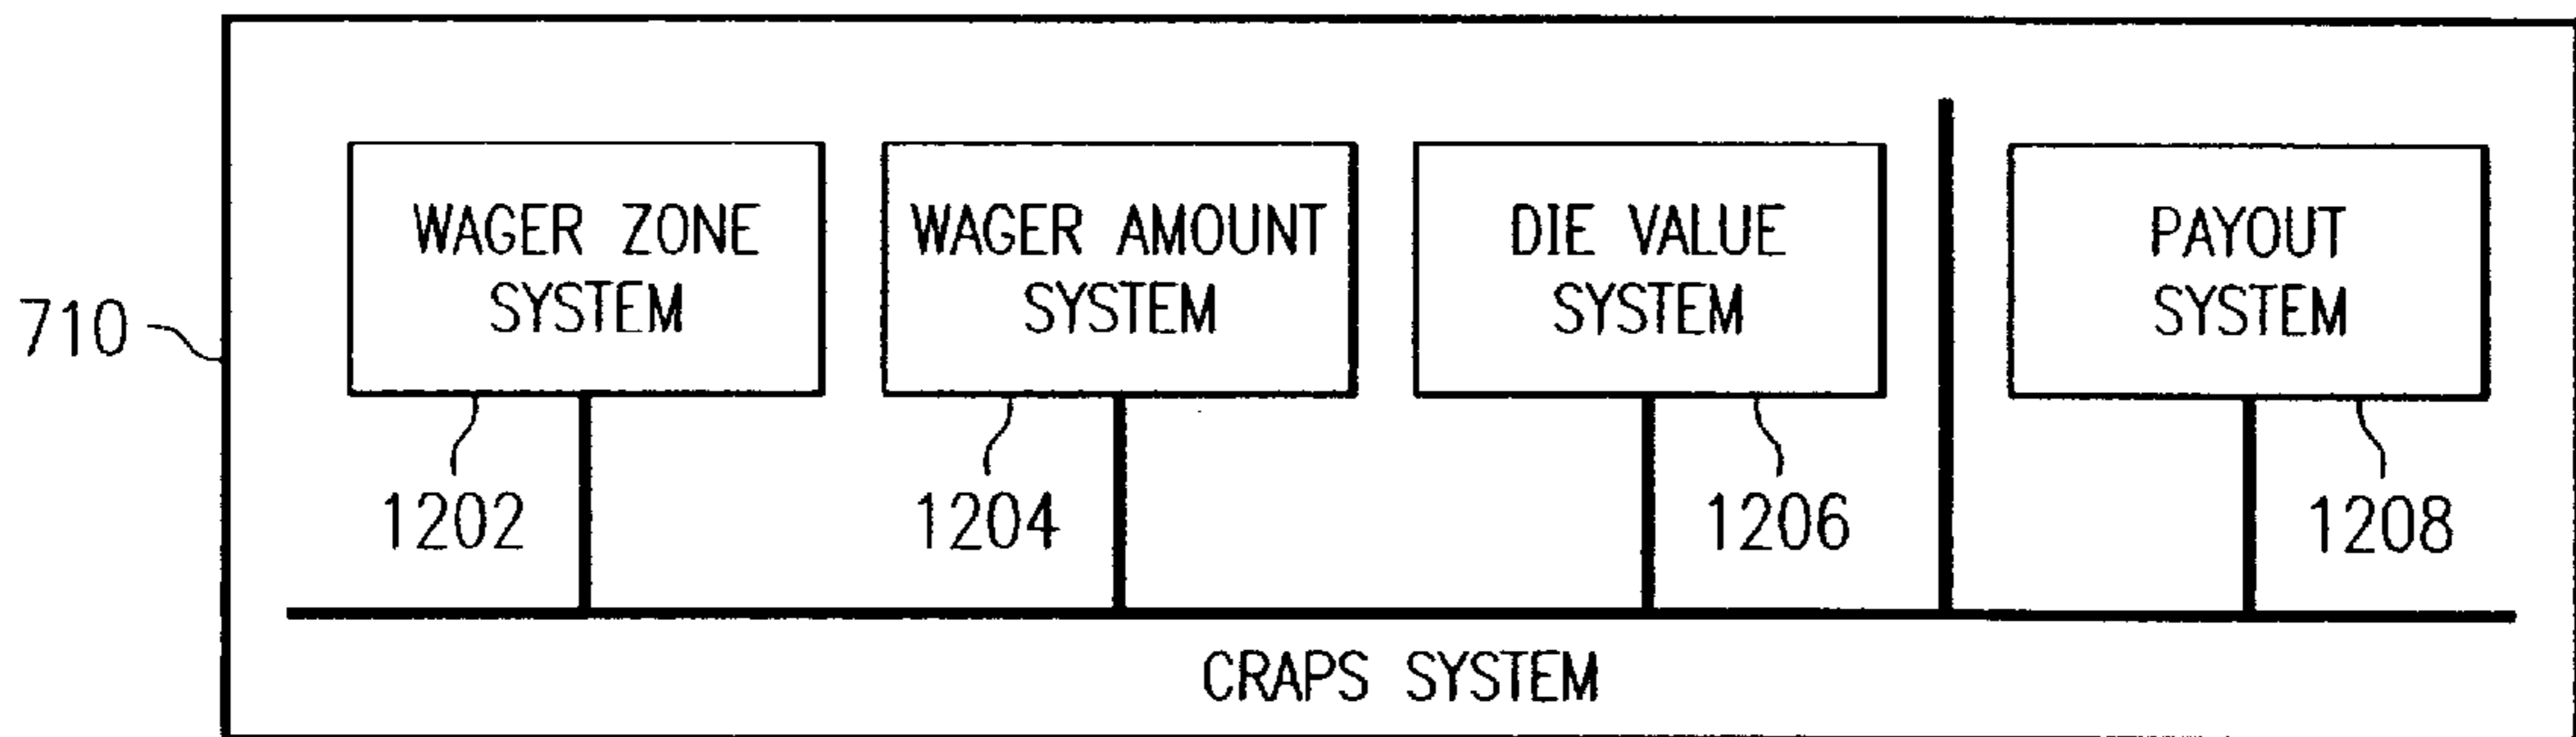 WAGER ZONE
SYSTEM
WAGER AMOUNT
SYSTEM
DIE VALUE
SYSTEM
PAYOUT
SYSTEM
710
1202
1204
1206
1208
CRAPS SYSTEM